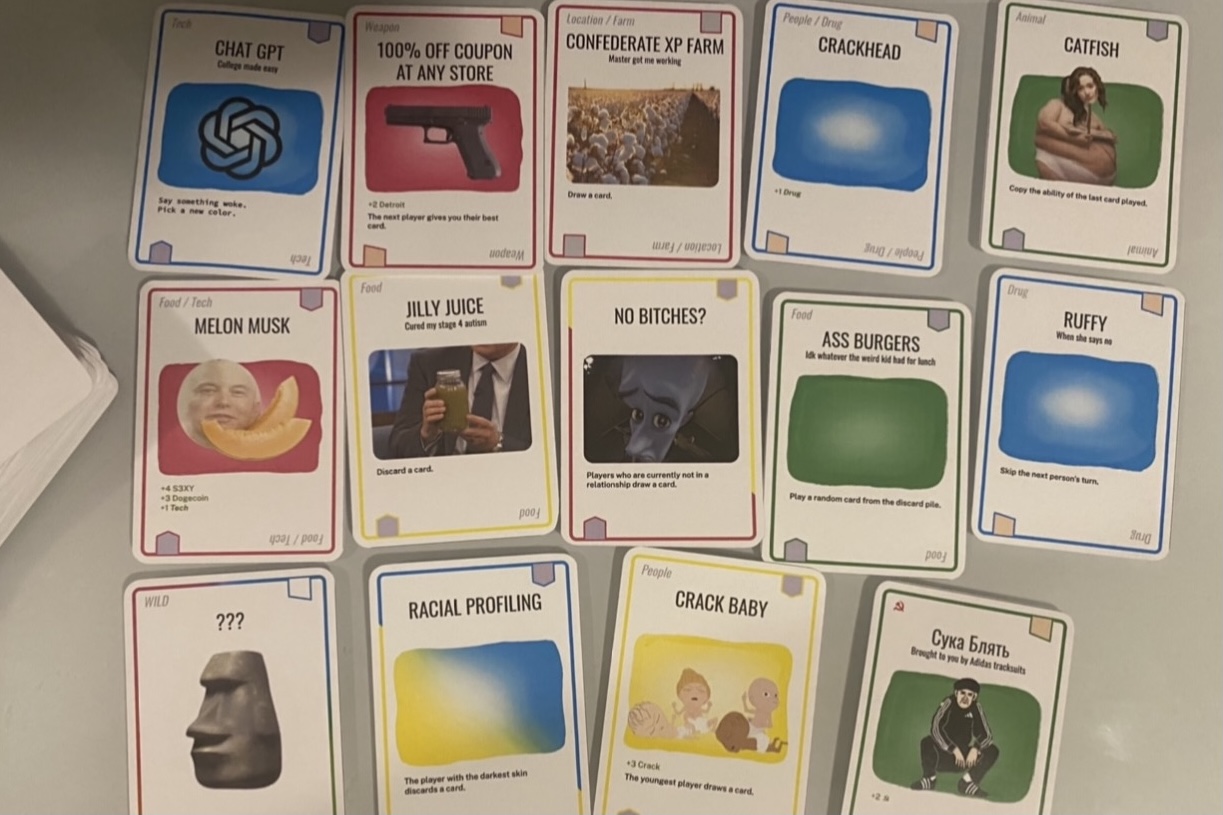 Tech
CHAT GPT
College made easy
Say something woke.
Pick a new color.
Tech
Weapon
100% OFF COUPON
AT ANY STORE
+2 Detroit
The next player gives you their best
card.
Weapon
Location / Farm
CONFEDERATE XP FARM
Master got me working
Draw a card.
Location / Farm
People / Drug
CRACKHEAD
+1 Drug
People / Drug
Animal
CATFISH
Copy the ability of the last card played.
Animal
Food / Tech
MELON MUSK
+4 S3XY
+3 Dogecoin
+1 Tech
Food / Tech
Food
JILLY JUICE
Cured my stage 4 autism
Discard a card.
Food
NO BITCHES?
Players who are currently not in a
relationship draw a card.
Food
ASS BURGERS
Idk whatever the weird kid had for lunch
Play a random card from the discard pile.
Food
Drug
RUFFY
When she says no
Skip the next person's turn.
Drug
WILD
???
RACIAL PROFILING
The player with the darkest skin
discards a card.
People
CRACK BABY
+3 Crack
The youngest player draws a card.
Сука Блять
Brought to you by Adidas tracksuits
+2